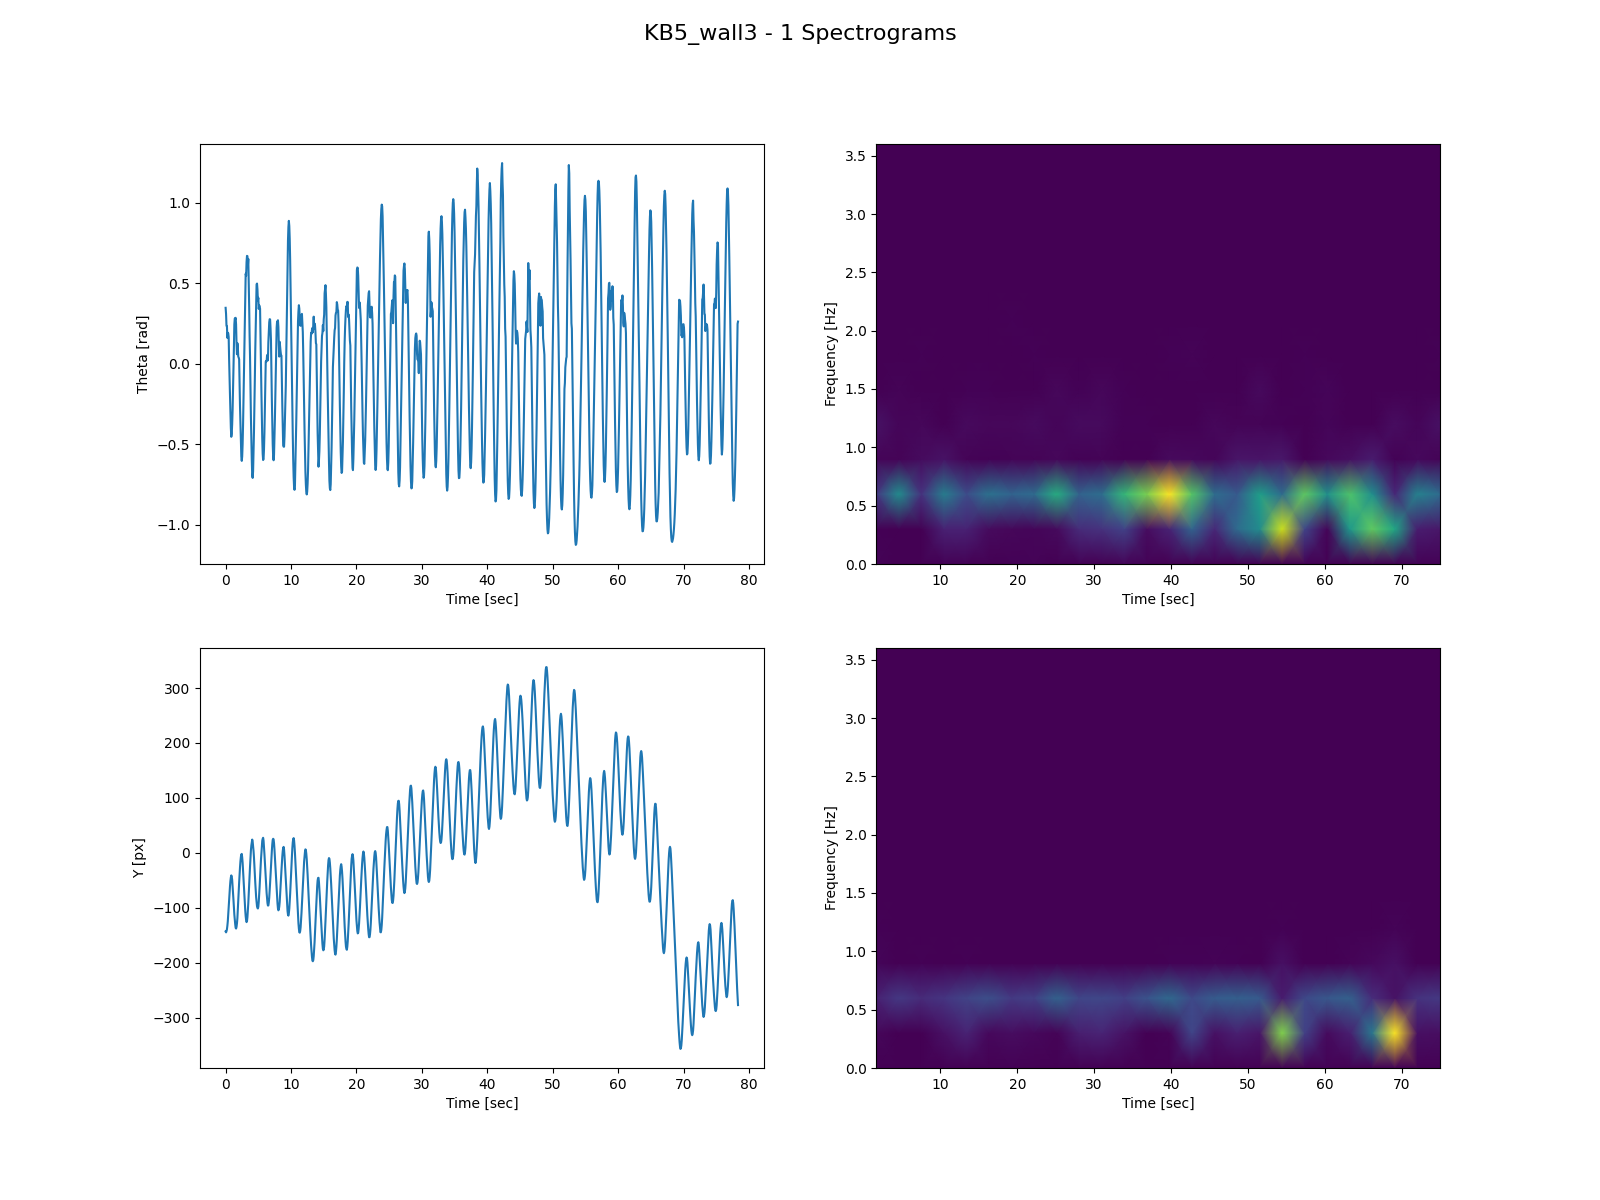 KB5_wall3 - 1 Spectrograms
1.0
0.5
0.0
−0.5
−1.0
Theta [rad]
0 10 20 30 40 50 60 70 80
Time [sec]
3.5
3.0
2.5
2.0
1.5
1.0
0.5
0.0
Frequency [Hz]
10 20 30 40 50 60 70
Time [sec]
300
200
100
0
−100
−200
−300
Y [px]
0 10 20 30 40 50 60 70 80
Time [sec]
3.5
3.0
2.5
2.0
1.5
1.0
0.5
0.0
Frequency [Hz]
10 20 30 40 50 60 70
Time [sec]